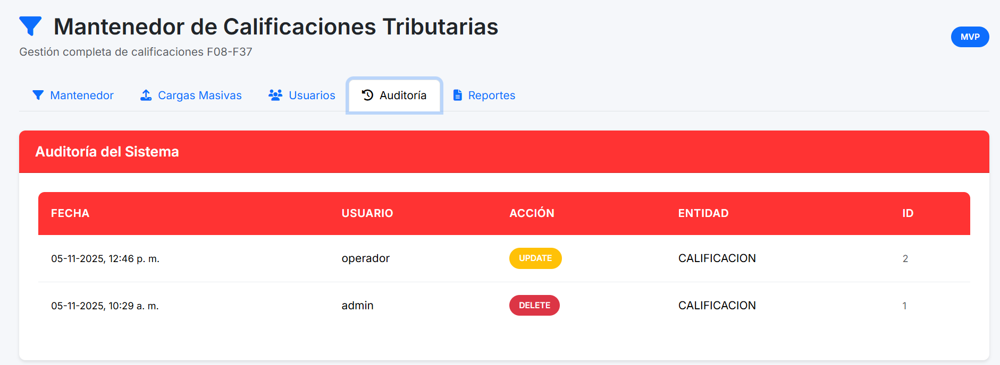 Mantenedor de Calificaciones Tributarias
MVP
Gestión completa de calificaciones F08-F37
Mantenedor Cargas Masivas Usuarios Auditoría Reportes
Auditoría del Sistema
FECHA USUARIO ACCIÓN ENTIDAD ID
05-11-2025, 12:46 p. m. operador UPDATE CALIFICACION 2
05-11-2025, 10:29 a. m. admin DELETE CALIFICACION 1